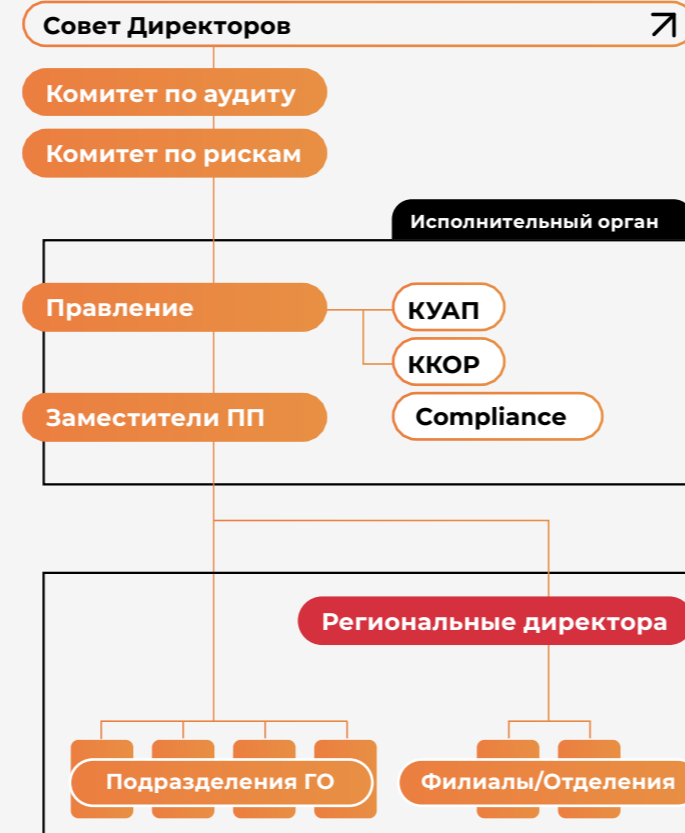 Совет Директоров
Комитет по аудиту
Комитет по рискам
Исполнительный орган
Правление
КУАП
ККОР
Заместители ПП
Compliance
Региональные директора
Подразделения ГО
Филиалы/Отделения